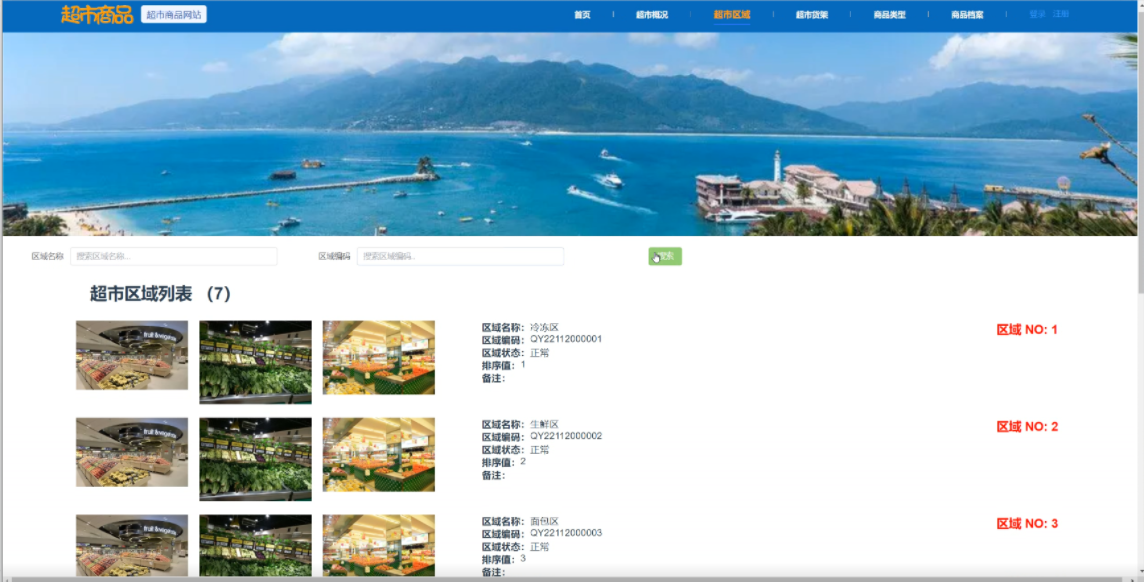 超市商品 超市商品网站 首页 超市概况 超市区域 超市货架 商品类型 商品档案 登录 注册
区域名称 搜索区域名称... 区域编码 搜索区域编码... 搜索
超市区域列表 (7)
区域名称: 冷冻区
区域编码: QY22112000001
区域状态: 正常
排序值: 1
备注:
区域 NO: 1
区域名称: 生鲜区
区域编码: QY22112000002
区域状态: 正常
排序值: 2
备注:
区域 NO: 2
区域名称: 面包区
区域编码: QY22112000003
区域状态: 正常
排序值: 3
备注:
区域 NO: 3